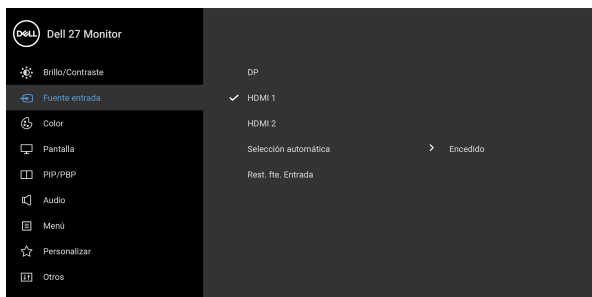 DELL Dell 27 Monitor
Brillo/Contraste DP
Fuente entrada HDMI 1
Color HDMI 2
Pantalla Selección automática Encedido
PIP/PBP Rest. fte. Entrada
Audio
Menú
Personalizar
Otros